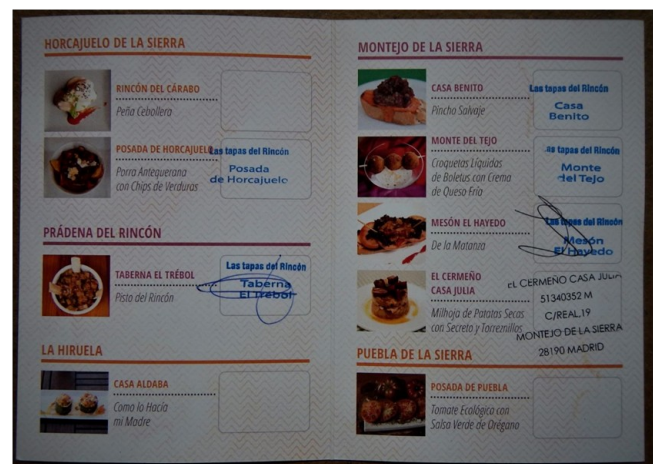 HORCAJUELO DE LA SIERRA
RINCÓN DEL CÁRABO
Peña Cebollera
POSADA DE HORCAJUELO
Porra Antequerana
con Chips de Verduras
Las tapas del Rincón
Posada
de Horcajuelo
PRÁDENA DEL RINCÓN
TABERNA EL TRÉBOL
Pisto del Rincón
Las tapas del Rincón
Taberna
El Trébol
LA HIRUELA
CASA ALDABA
Como lo Hacía
mi Madre
MONTEJO DE LA SIERRA
CASA BENITO
Pincho Salvaje
Las tapas del Rincón
Casa
Benito
MONTE DEL TEJO
Croquetas Líquidas
de Boletus con Crema
de Queso Frío
Las tapas del Rincón
Monte
del Tejo
MESÓN EL HAYEDO
De la Matanza
Las tapas del Rincón
Mesón
El Hayedo
EL CERMEÑO
CASA JULIA
Milhoja de Patatas Secas
con Secreto y Torreznillos
EL CERMEÑO CASA JULIA
51340352 M
C/REAL.19
MONTEJO DE LA SIERRA
28190 MADRID
PUEBLA DE LA SIERRA
POSADA DE PUEBLA
Tomate Ecológico con
Salsa Verde de Orégano